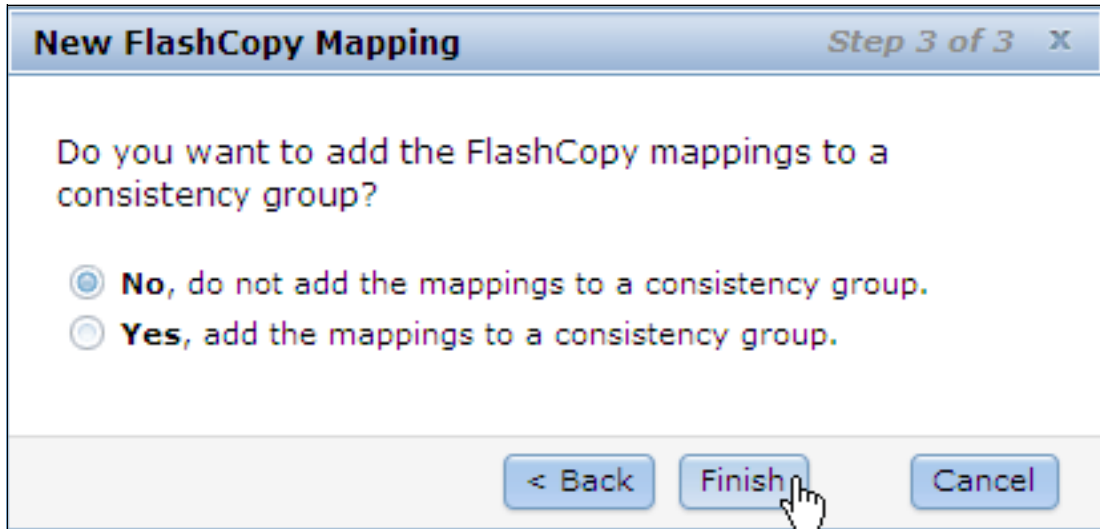 New FlashCopy Mapping Step 3 of 3 X
Do you want to add the FlashCopy mappings to a
consistency group?
No, do not add the mappings to a consistency group.
Yes, add the mappings to a consistency group.
< Back Finish Cancel